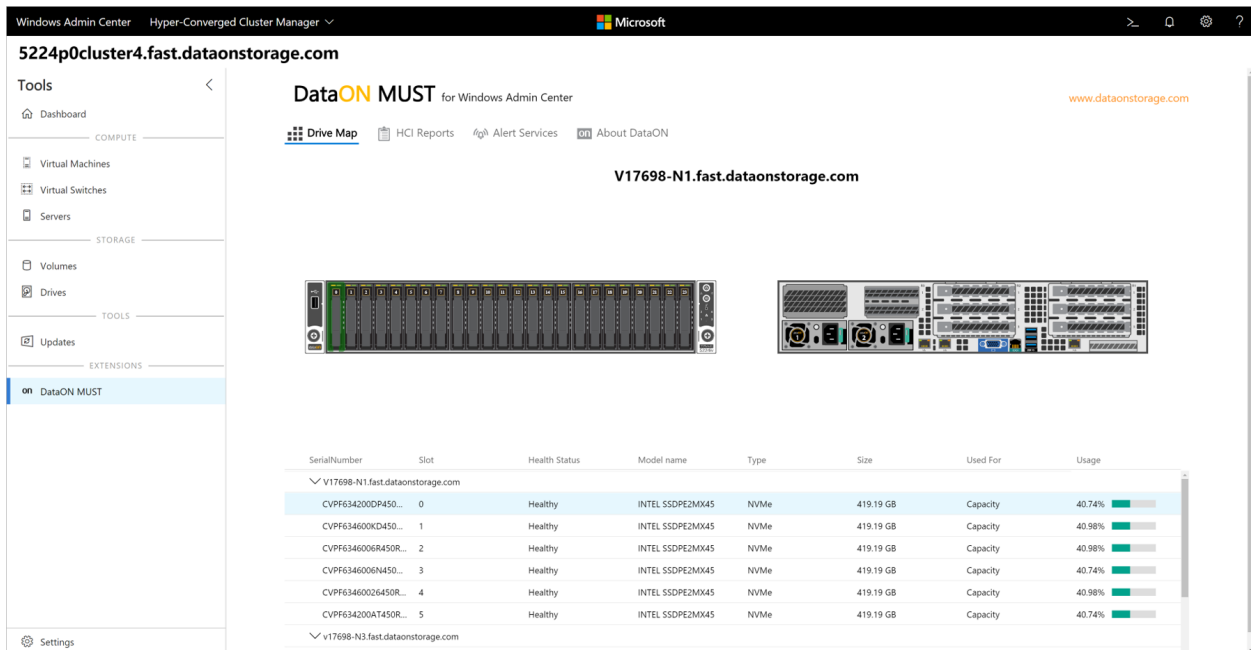 Windows Admin Center Hyper-Converged Cluster Manager Microsoft
5224p0cluster4.fast.dataonstorage.com
Tools
Dashboard
COMPUTE
Virtual Machines
Virtual Switches
Servers
STORAGE
Volumes
Drives
TOOLS
Updates
EXTENSIONS
on DataON MUST
Settings
DataON MUST for Windows Admin Center
www.dataonstorage.com
Drive Map HCI Reports Alert Services on About DataON
V17698-N1.fast.dataonstorage.com
SerialNumber Slot Health Status Model name Type Size Used For Usage
V17698-N1.fast.dataonstorage.com
CVPF634200DP450... 0 Healthy INTEL SSDPE2MX45 NVMe 419.19 GB Capacity 40.74%
CVPF634600KD450... 1 Healthy INTEL SSDPE2MX45 NVMe 419.19 GB Capacity 40.98%
CVPF6346006R450R... 2 Healthy INTEL SSDPE2MX45 NVMe 419.19 GB Capacity 40.98%
CVPF6346006N450... 3 Healthy INTEL SSDPE2MX45 NVMe 419.19 GB Capacity 40.74%
CVPF63460026450R... 4 Healthy INTEL SSDPE2MX45 NVMe 419.19 GB Capacity 40.98%
CVPF634200AT450R... 5 Healthy INTEL SSDPE2MX45 NVMe 419.19 GB Capacity 40.74%
v17698-N3.fast.dataonstorage.com